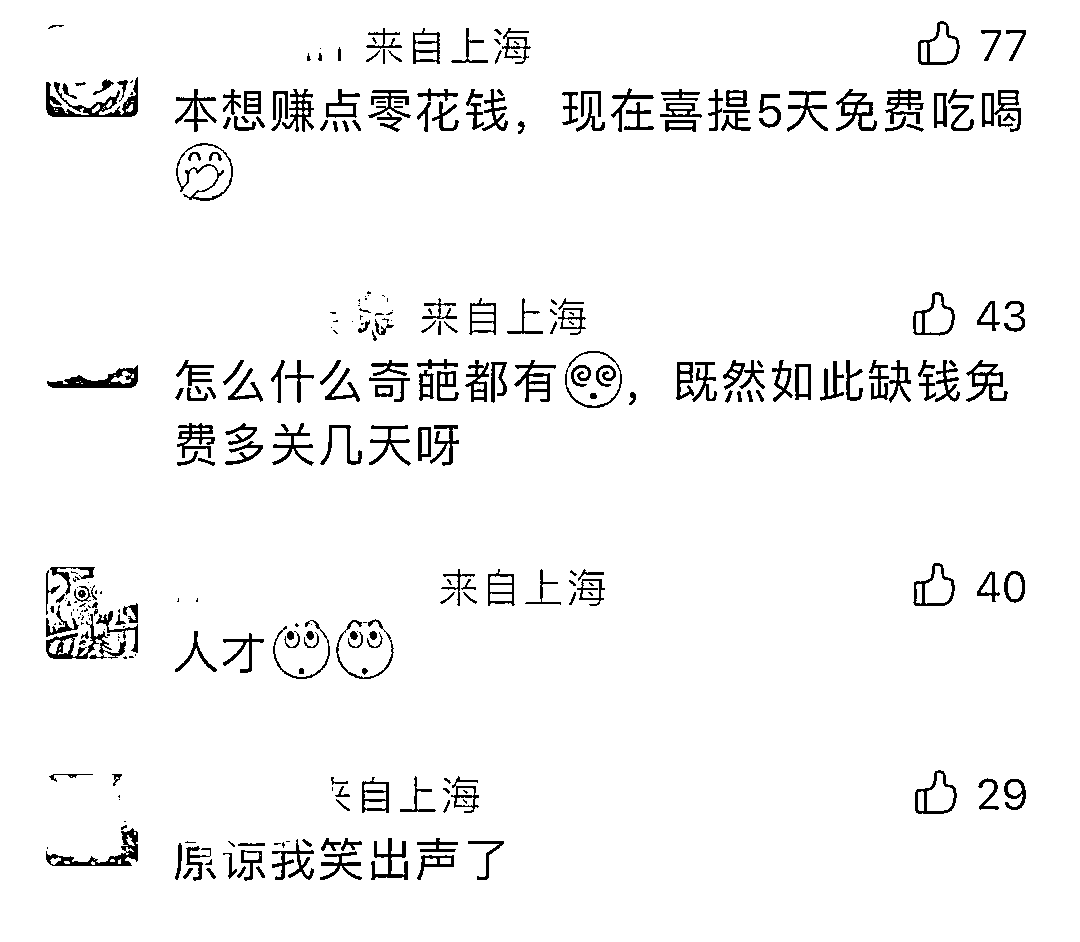 来自上海 77
本想赚点零花钱，现在喜提5天免费吃喝
🤭
来自上海 43
怎么什么奇葩都有😵‍💫，既然如此缺钱免
费多关几天呀
来自上海 40
人才🙄🙄
来自上海 29
原谅我笑出声了